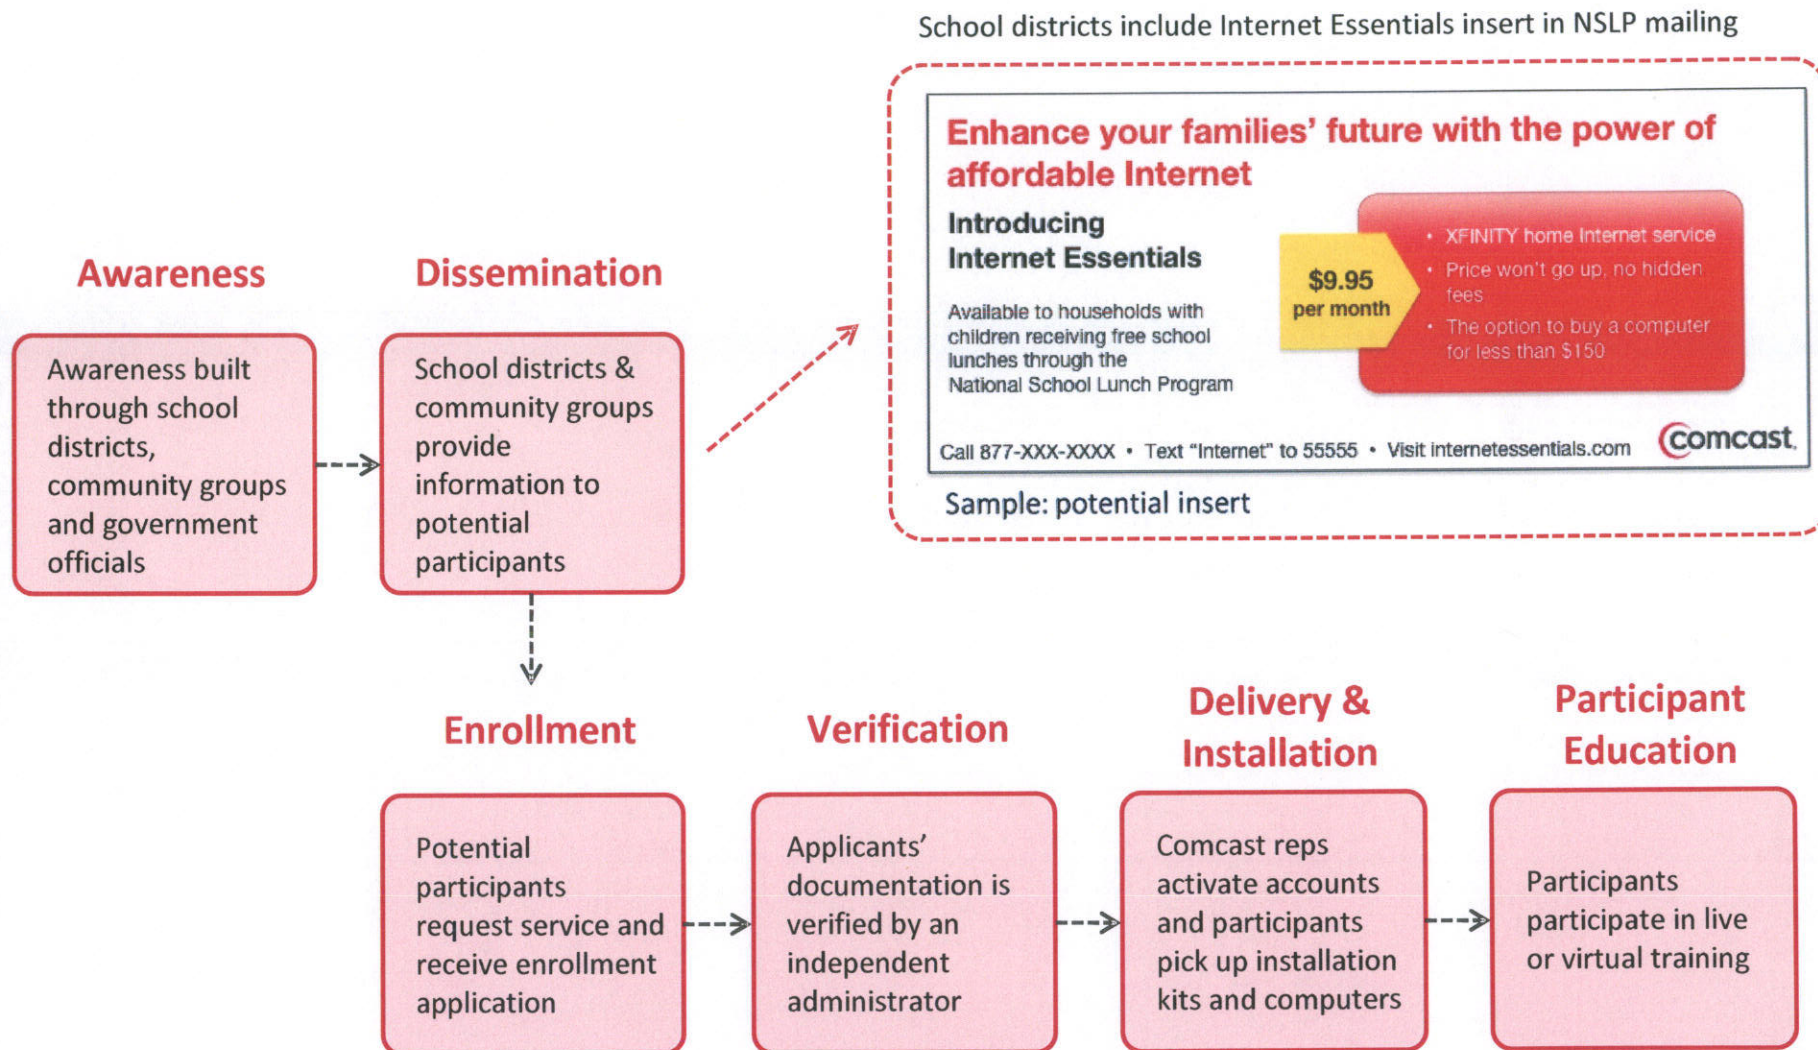 School districts include Internet Essentials insert in NSLP mailing
Enhance your families' future with the power of
affordable Internet
Introducing
Internet Essentials
Available to households with
children receiving free school
lunches through the
National School Lunch Program
$9.95
per month
• XFINITY home Internet service
• Price won't go up, no hidden
fees
• The option to buy a computer
for less than $150
Call 877-XXX-XXXX • Text "Internet" to 55555 • Visit internetessentials.com
comcast.
Sample: potential insert
Awareness
Awareness built
through school
districts,
community groups
and government
officials
Dissemination
School districts &
community groups
provide
information to
potential
participants
Enrollment
Potential
participants
request service and
receive enrollment
application
Verification
Applicants'
documentation is
verified by an
independent
administrator
Delivery &
Installation
Comcast reps
activate accounts
and participants
pick up installation
kits and computers
Participant
Education
Participants
participate in live
or virtual training